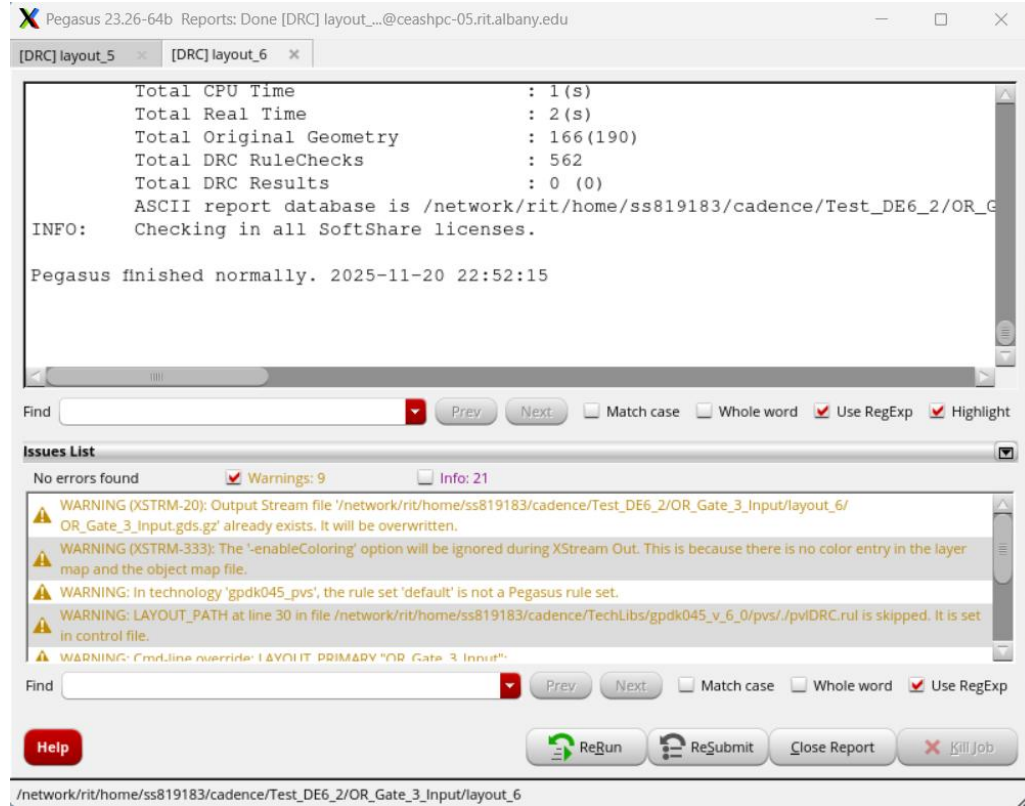 Pegasus 23.26-64b Reports: Done [DRC] layout_...@ceashpc-05.rit.albany.edu
[DRC] layout_5
[DRC] layout_6
Total CPU Time : 1(s)
Total Real Time : 2(s)
Total Original Geometry : 166(190)
Total DRC RuleChecks : 562
Total DRC Results : 0 (0)
ASCII report database is /network/rit/home/ss819183/cadence/Test_DE6_2/OR_G
INFO: Checking in all SoftShare licenses.
Pegasus finished normally. 2025-11-20 22:52:15
Find Prev Next Match case Whole word Use RegExp Highlight
Issues List
No errors found Warnings: 9 Info: 21
WARNING (XSTRM-20): Output Stream file '/network/rit/home/ss819183/cadence/Test_DE6_2/OR_Gate_3_Input/layout_6/
OR_Gate_3_Input.gds.gz' already exists. It will be overwritten.
WARNING (XSTRM-333): The '-enableColoring' option will be ignored during XStream Out. This is because there is no color entry in the layer
map and the object map file.
WARNING: In technology 'gpdk045_pvs', the rule set 'default' is not a Pegasus rule set.
WARNING: LAYOUT_PATH at line 30 in file /network/rit/home/ss819183/cadence/TechLibs/gpdk045_v_6_0/pvs/./pvlDRC.rul is skipped. It is set
in control file.
WARNING: Cmd-line override: LAYOUT_PRIMARY "OR_Gate_3_Input";
Find Prev Next Match case Whole word Use RegExp
Help ReRun ReSubmit Close Report Kill Job
/network/rit/home/ss819183/cadence/Test_DE6_2/OR_Gate_3_Input/layout_6